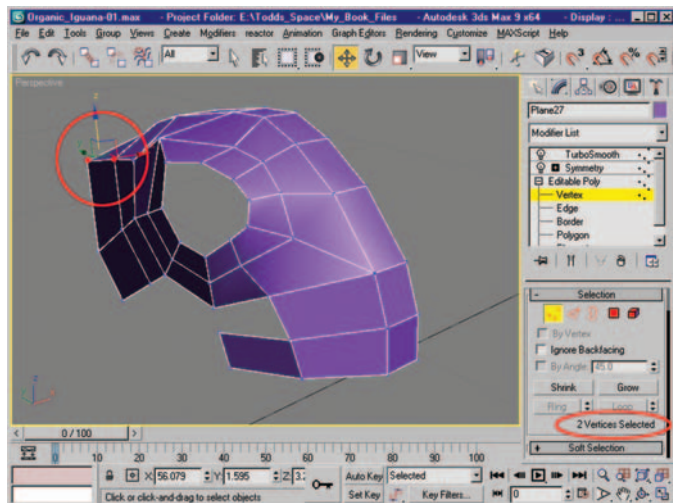 Organic_Iguana-01.max - Project Folder: E:\Todds_Space\My_Book_Files - Autodesk 3ds Max 9 x64 - Display : ...
File Edit Tools Group Views Create Modifiers reactor Animation Graph Editors Rendering Customize MAXScript Help
All View
Perspective
Plane27
Modifier List
TurboSmooth
Symmetry
Editable Poly
Vertex
Edge
Border
Polygon
Selection
By Vertex
Ignore Backfacing
By Angle: 45.0
Shrink Grow
Ring Loop
2 Vertices Selected
Soft Selection
0 / 100
0 10 20 30 40 50 60 70 80 90 100
X: 56.079 Y: 1.595 Z: Auto Key Selected
Click or click-and-drag to select objects Set Key Key Filters... 0